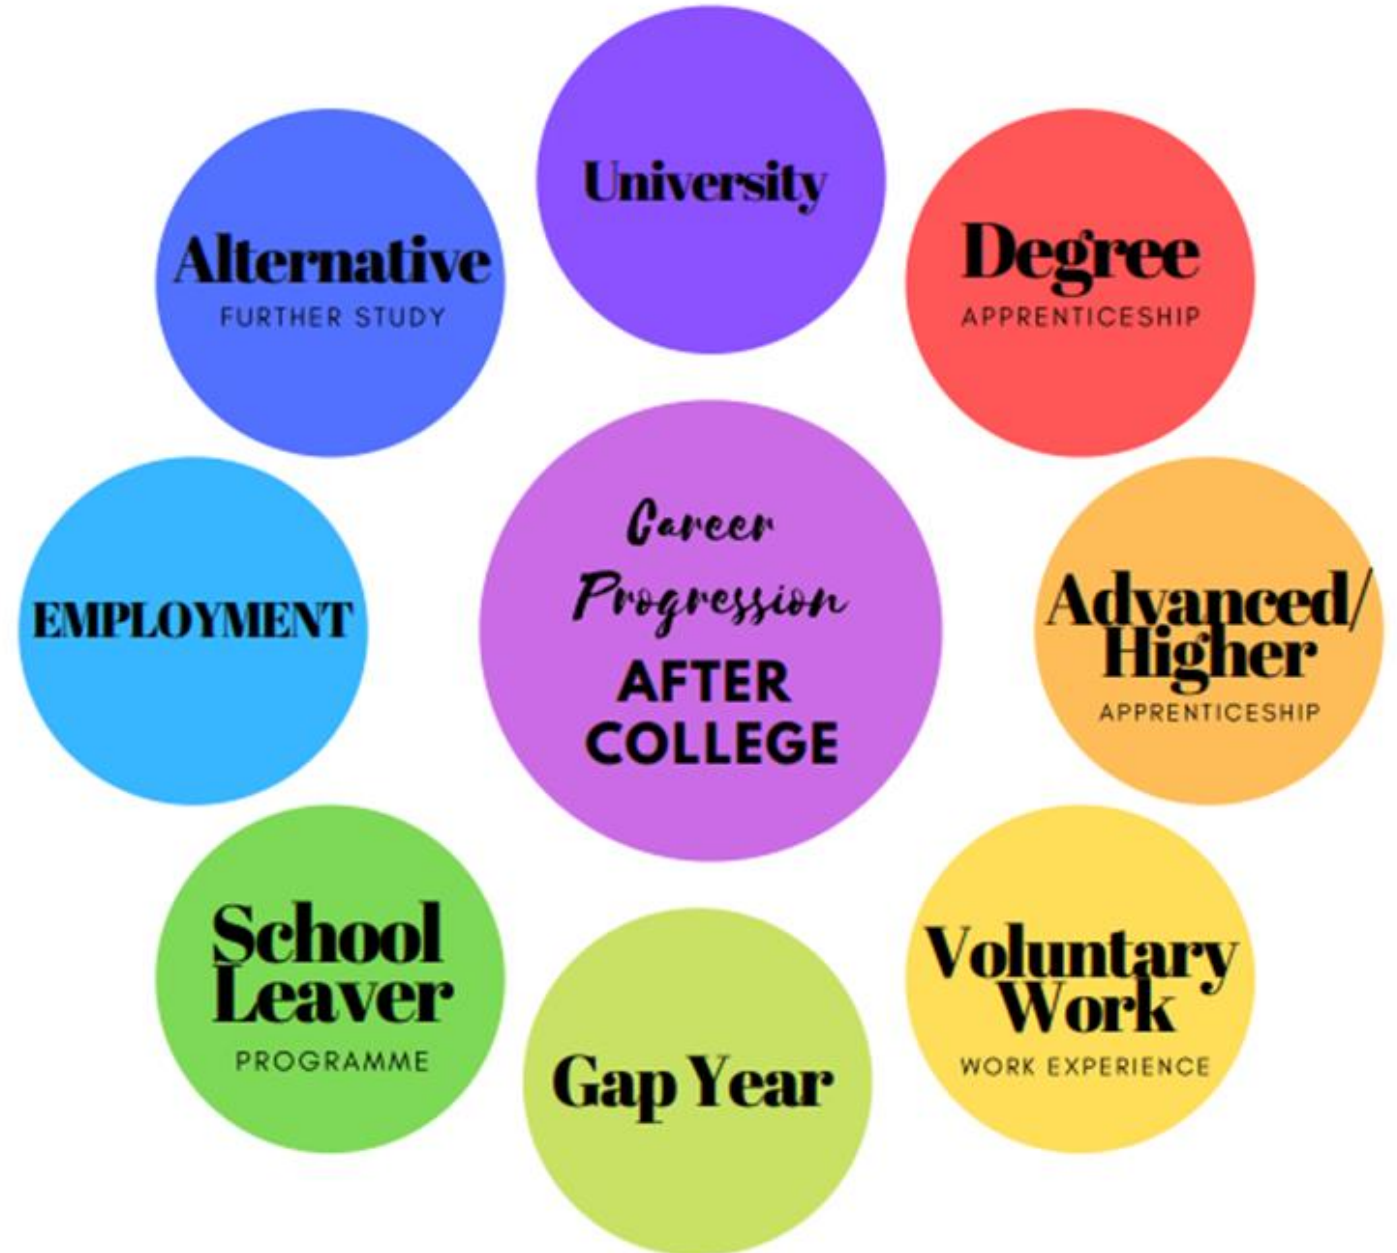 University
Alternative
FURTHER STUDY
Degree
APPRENTICESHIP
Career
Progression
AFTER
COLLEGE
EMPLOYMENT
Advanced/
Higher
APPRENTICESHIP
School
Leaver
PROGRAMME
Gap Year
Voluntary
Work
WORK EXPERIENCE